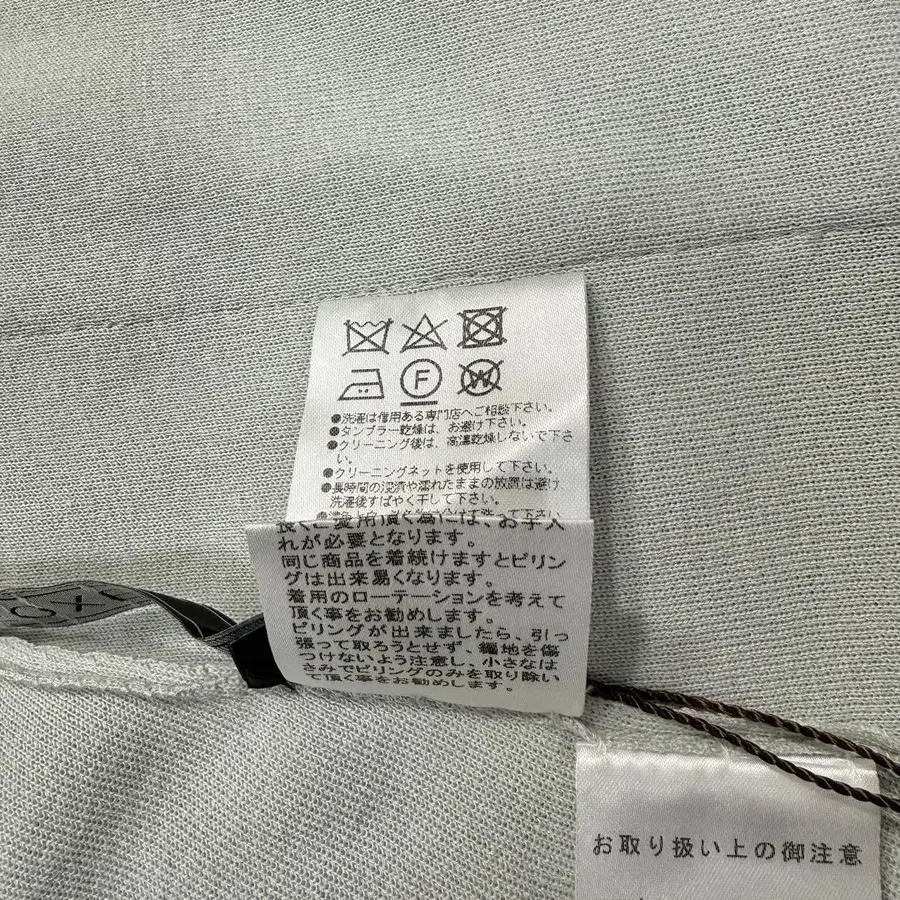 F
W
●洗濯は信用ある専門店へご相談下さい。
●タンブラー乾燥は、お避け下さい。
●クリーニング後は、高温乾燥しないで下さ
い。
●クリーニングネットを使用して下さい。
●長時間の浸漬や濡れたままの放置は避け
洗濯後すばやく干して下さい。
長くご愛用頂く為には、お手入
れが必要となります。
同じ商品を着続けますとピリン
グは出来易くなります。
着用のローテーションを考えて
頂く事をお勧めします。
ピリングが出来ましたら、引っ
張って取ろうとせず、編地を傷
つけないよう注意し、小さなは
さみでピリングのみを取り除い
て頂く事をお勧めします。
お取り扱い上の御注意